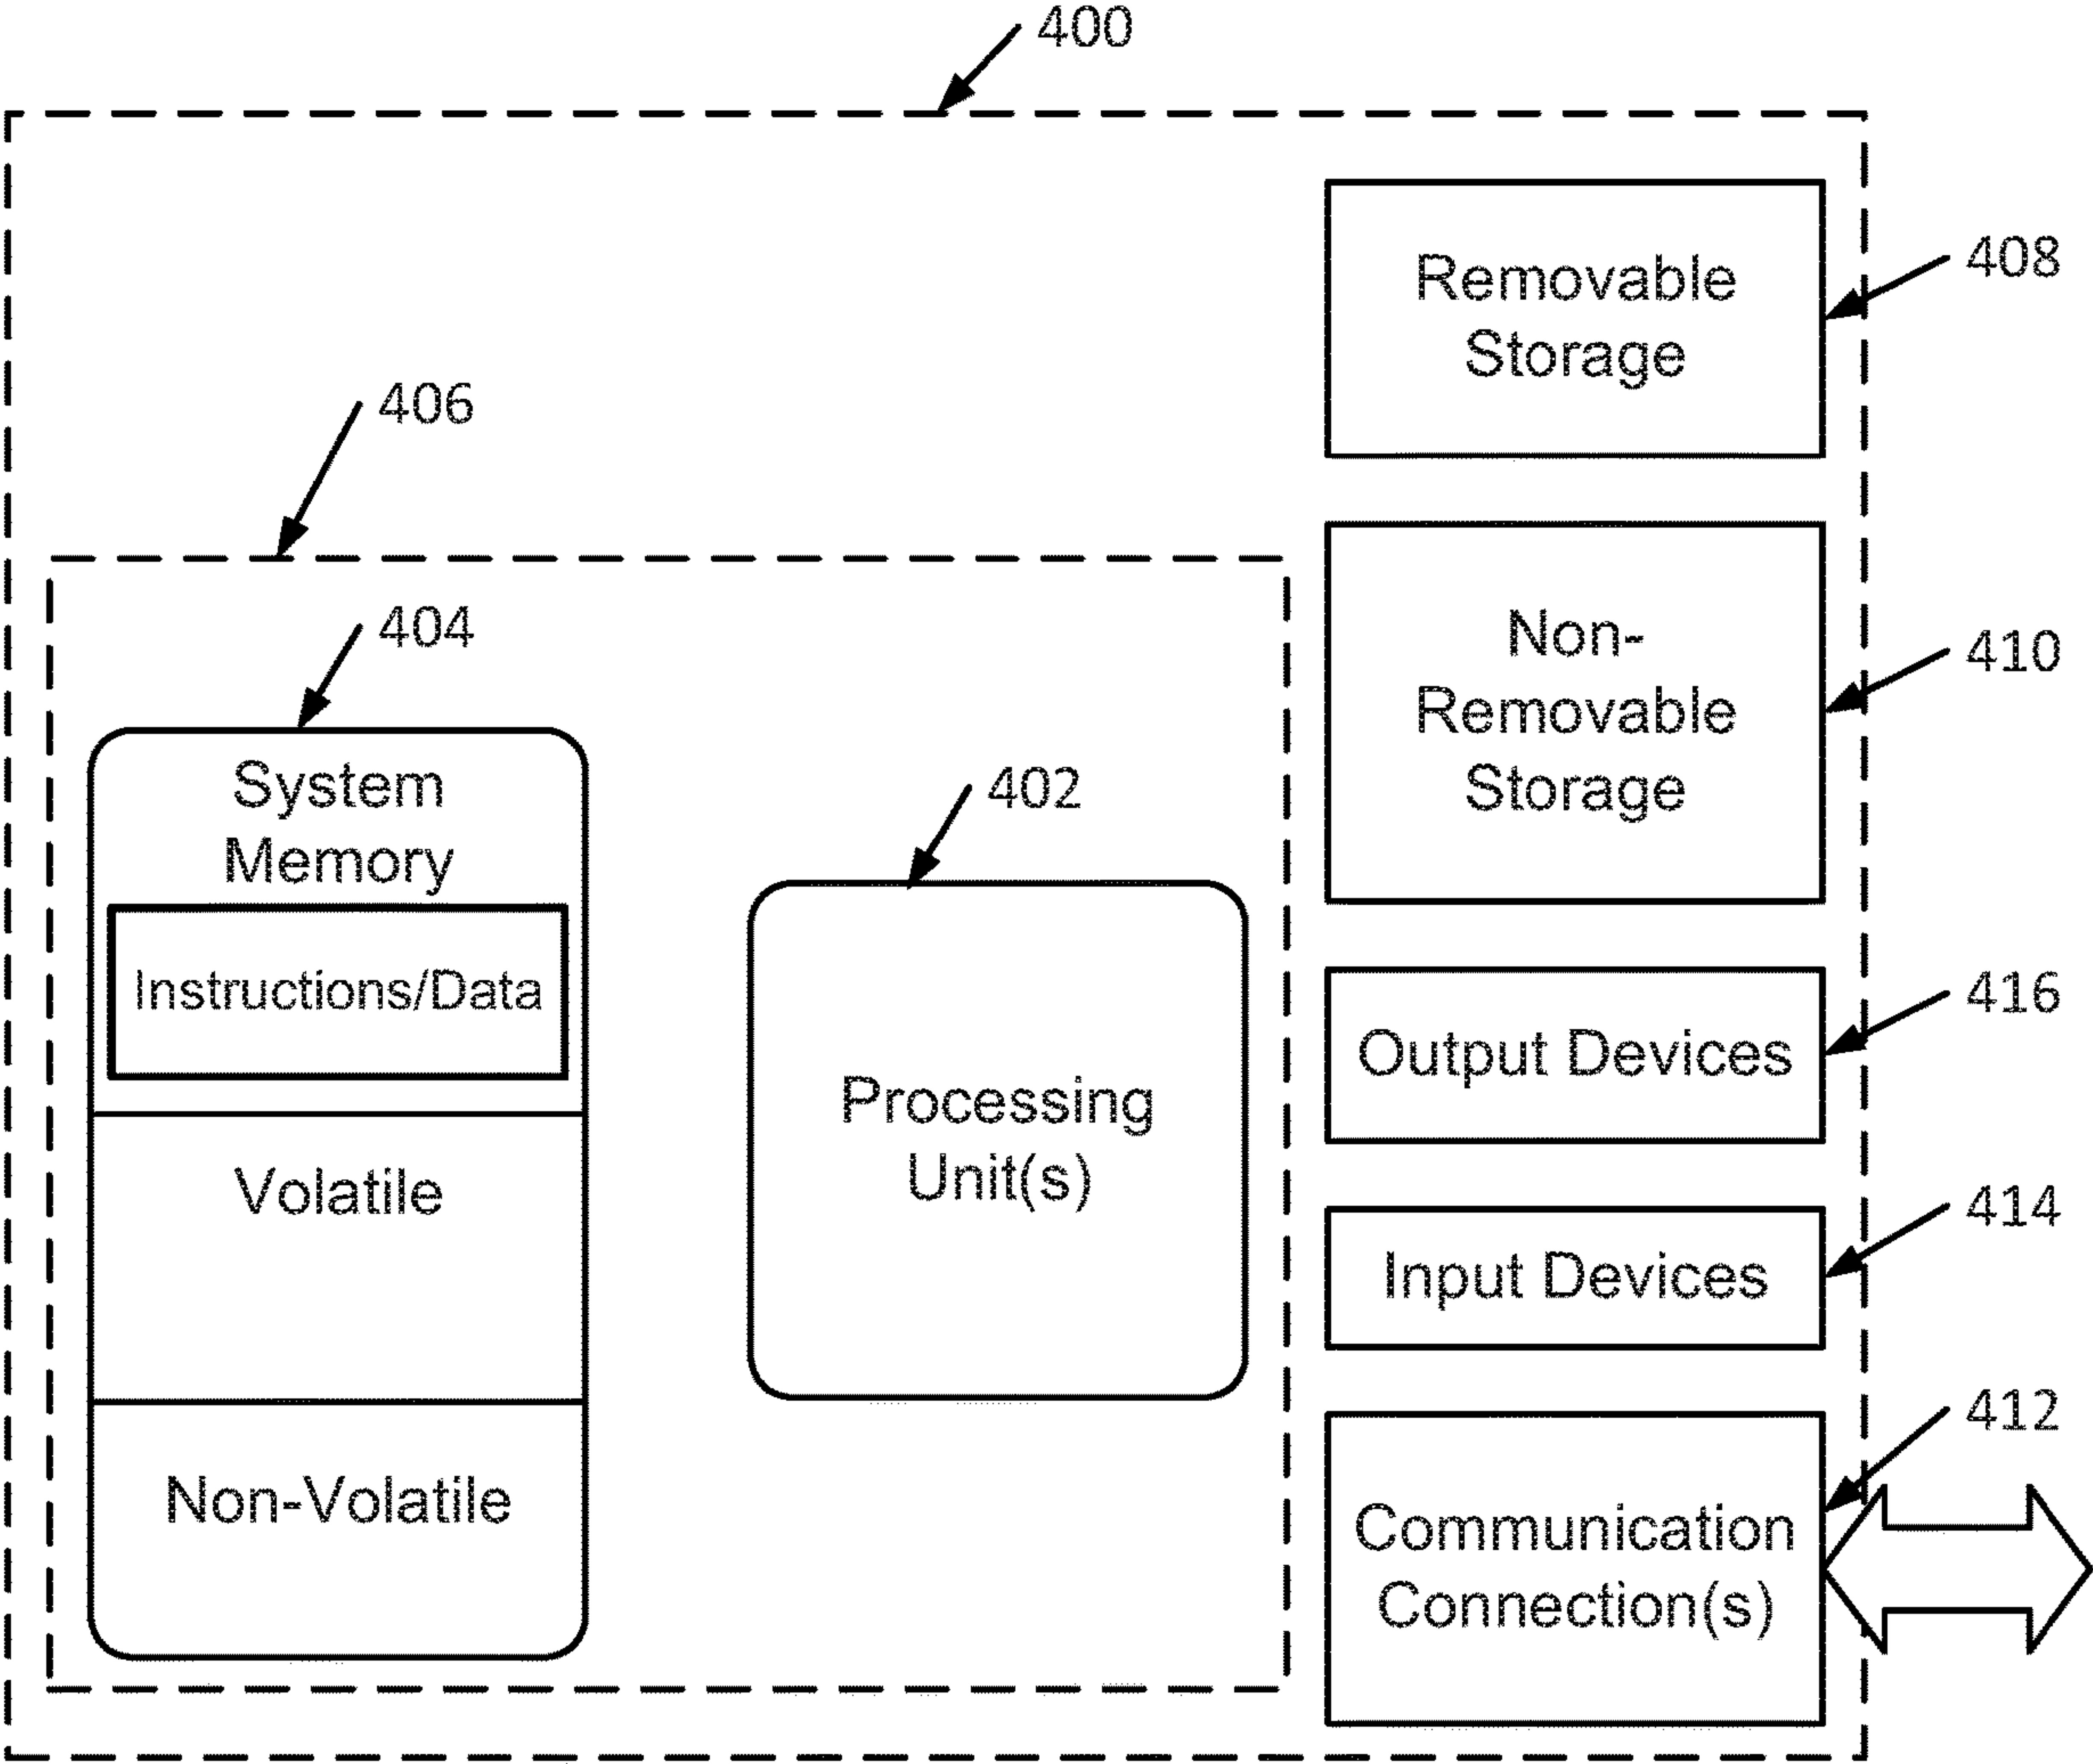 400
Removable
Storage
408
406
Non-
Removable
Storage
410
404
System
Memory
Instructions/Data
Volatile
Non-Volatile
402
Processing
Unit(s)
Output Devices
416
Input Devices
414
Communication
Connection(s)
412